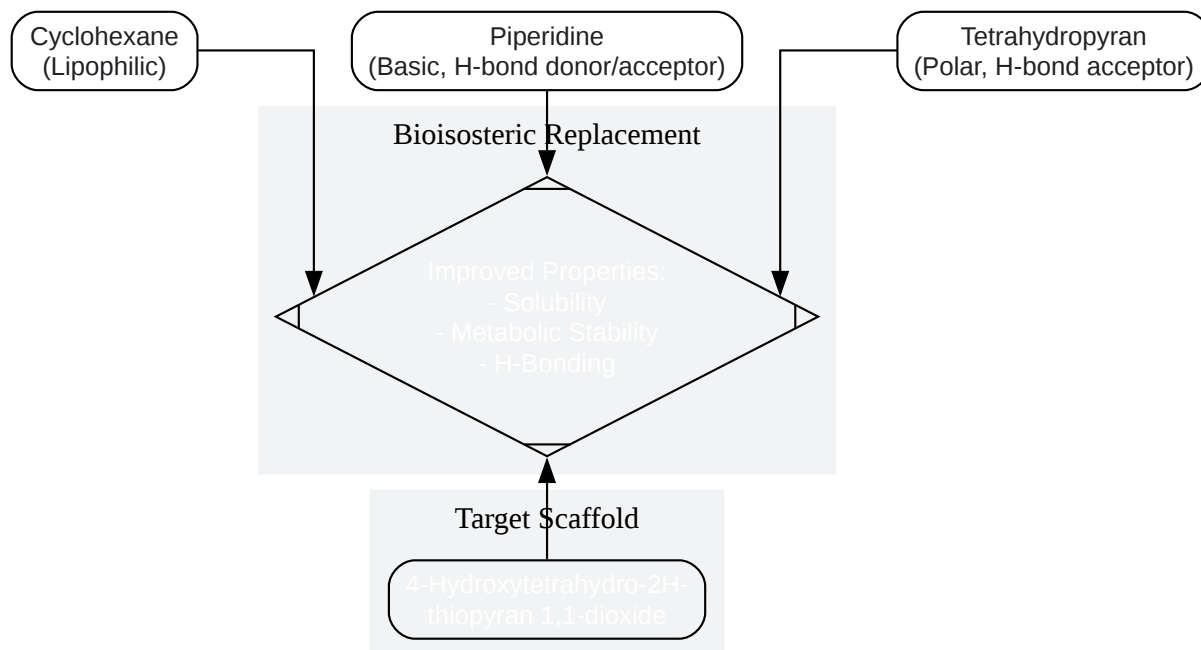 Cyclohexane
(Lipophilic)
Piperidine
(Basic, H-bond donor/acceptor)
Tetrahydropyran
(Polar, H-bond acceptor)
Bioisosteric Replacement
Improved Properties:
- Solubility
- Metabolic Stability
- H-Bonding
Target Scaffold
4-Hydroxytetrahydro-2H-
thiopyran 1,1-dioxide